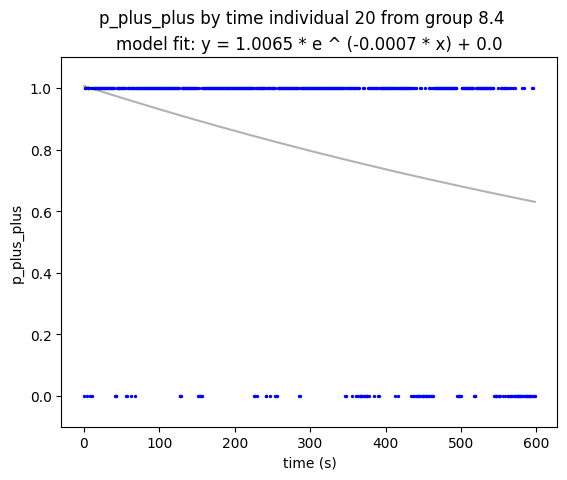 p_plus_plus by time individual 20 from group 8.4
model fit: y = 1.0065 * e ^ (-0.0007 * x) + 0.0
1.0
0.8
0.6
0.4
0.2
0.0
p_plus_plus
0 100 200 300 400 500 600
time (s)